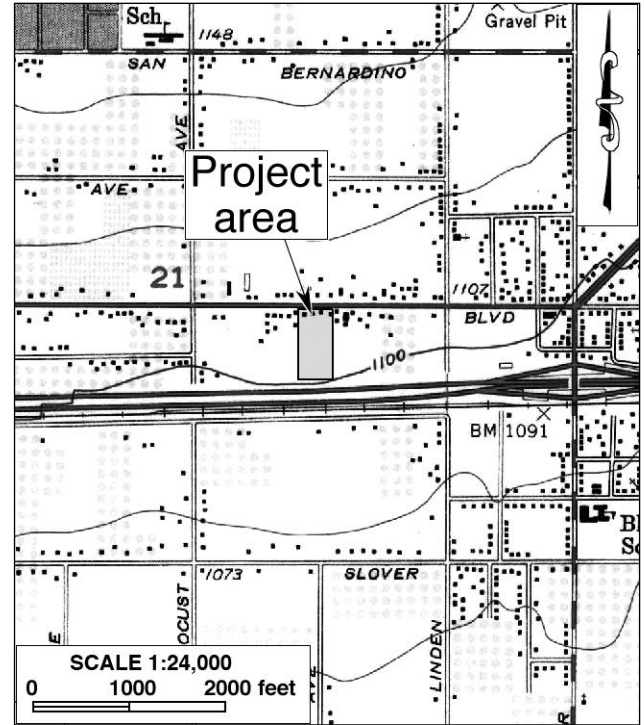 Sch.
1148
Gravel Pit
SAN
BERNARDINO
AVE
AVE
Project
area
21
1107
BLVD
1100
BM 1091
1073
SLOVER
OCUST
LINDEN
AVE
E
R
SCALE 1:24,000
0 1000 2000 feet